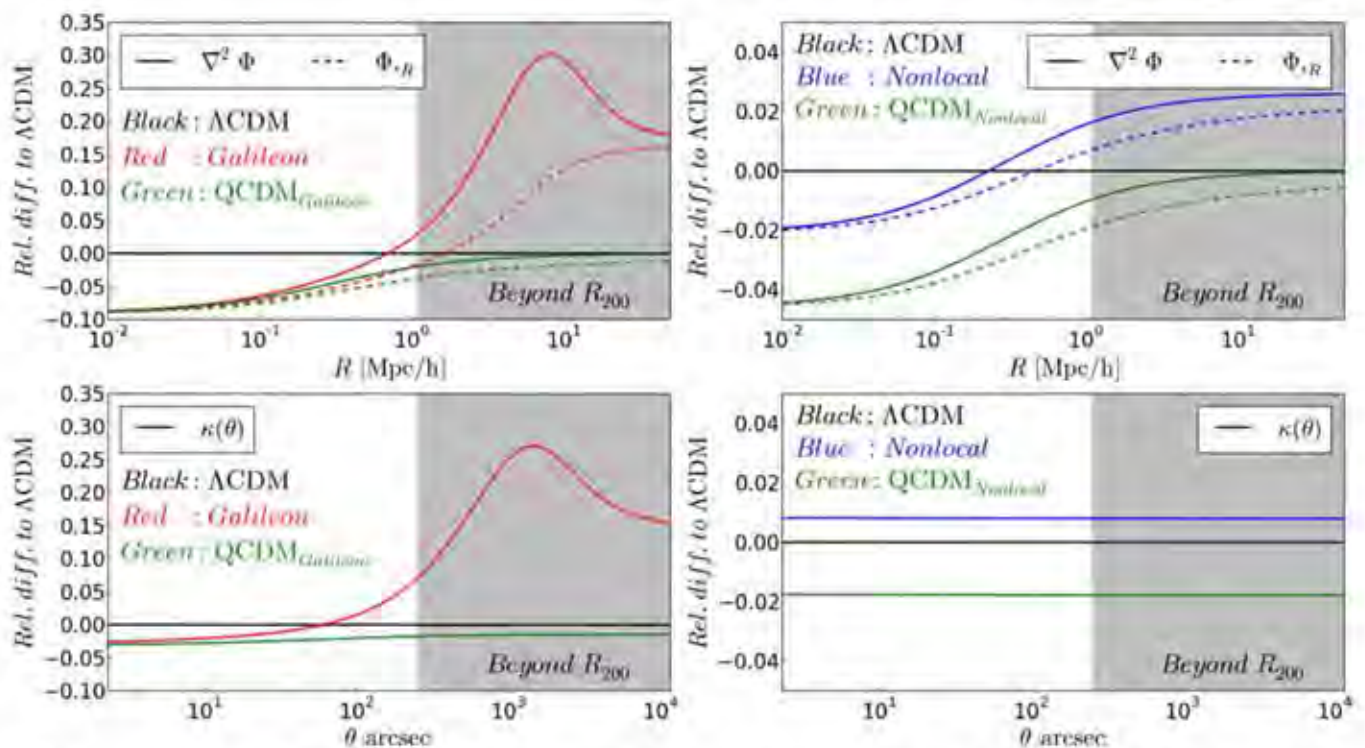 0.35
0.30
0.25
0.20
0.15
0.10
0.05
0.00
−0.05
−0.10
Rel. diff. to ΛCDM
∇² Φ
Φ,R
Black: ΛCDM
Red : Galileon
Green: QCDM_Galileon
Beyond R₂₀₀
10⁻²
10⁻¹
10⁰
10¹
R [Mpc/h]
0.04
0.02
0.00
−0.02
−0.04
Rel. diff. to ΛCDM
Black: ΛCDM
Blue : Nonlocal
Green: QCDM_Nonlocal
∇² Φ
Φ,R
Beyond R₂₀₀
10⁻²
10⁻¹
10⁰
10¹
R [Mpc/h]
0.35
0.30
0.25
0.20
0.15
0.10
0.05
0.00
−0.05
−0.10
Rel. diff. to ΛCDM
κ(θ)
Black: ΛCDM
Red : Galileon
Green: QCDM_Galileon
Beyond R₂₀₀
10¹
10²
10³
10⁴
θ arcsec
0.04
0.02
0.00
−0.02
−0.04
Rel. diff. to ΛCDM
Black: ΛCDM
Blue : Nonlocal
Green: QCDM_Nonlocal
κ(θ)
Beyond R₂₀₀
10¹
10²
10³
10⁴
θ arcsec